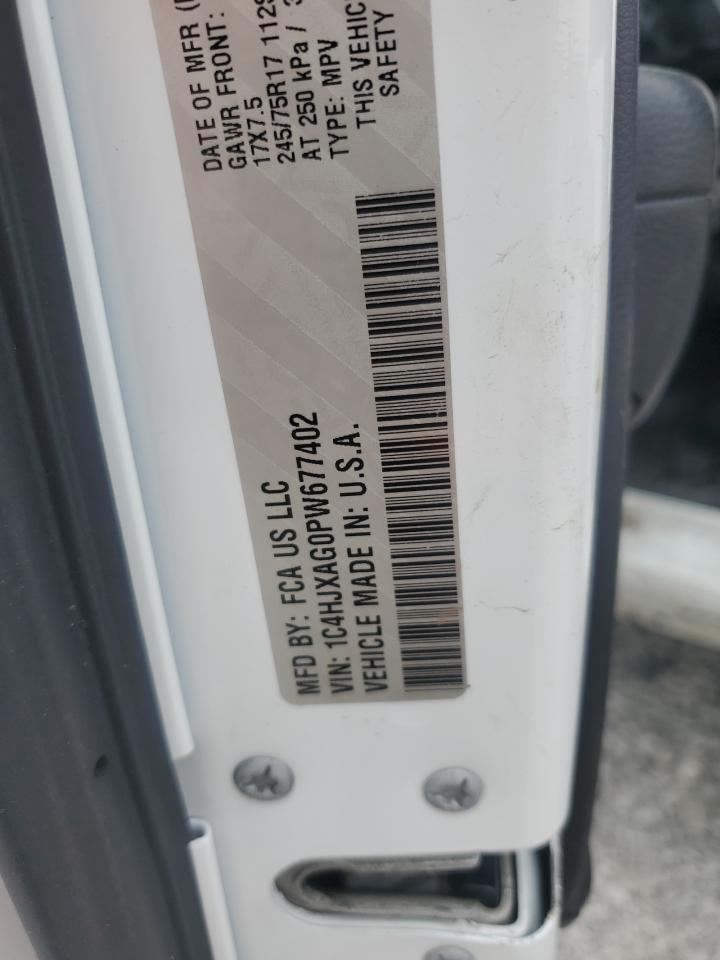 MFD BY: FCA US LLC
VIN: 1C4HJXAG0PW677402
VEHICLE MADE IN: U.S.A.
DATE OF MFR
GAWR FRONT:
17X7.5
245/75R17 112S
AT 250 kPa /
TYPE: MPV
THIS VEHIC
SAFETY